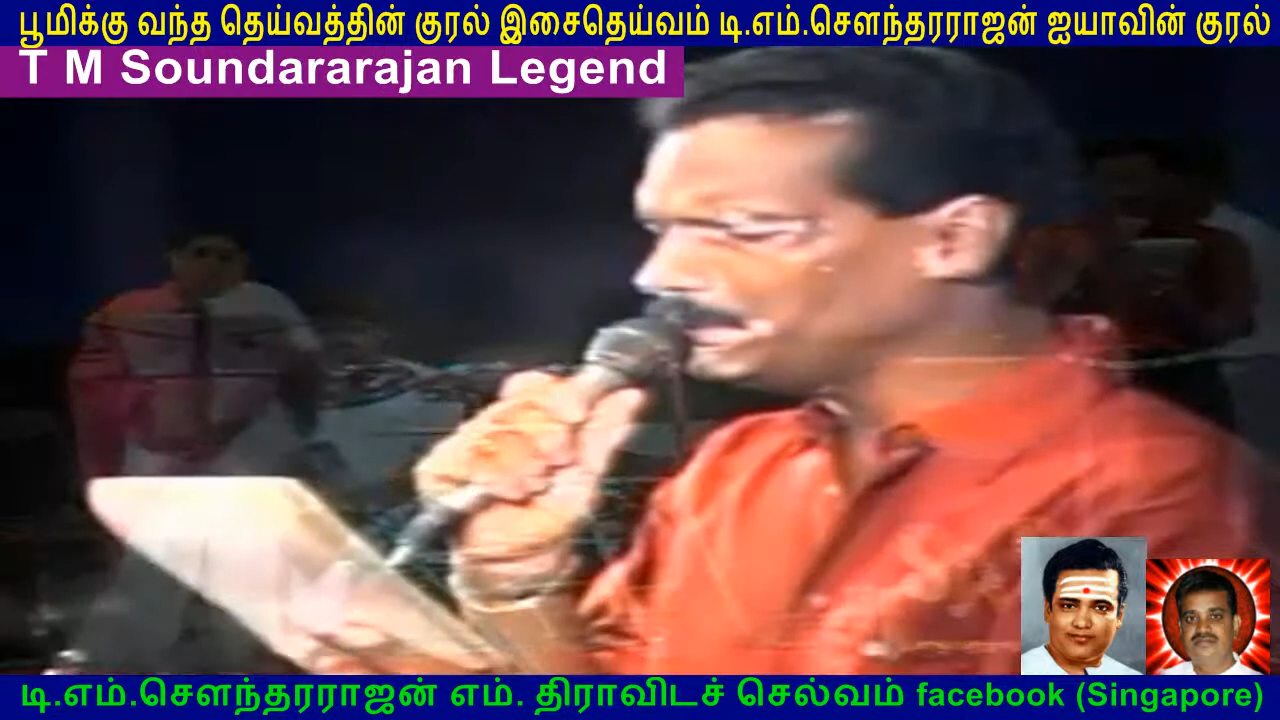 பூமிக்கு வந்த தெய்வத்தின் குரல் இசைதெய்வம் டி.எம்.சௌந்தரராஜன் ஐயாவின் குரல்
T M Soundararajan Legend
டி.எம்.சௌந்தரராஜன் எம். திராவிடச் செல்வம் facebook (Singapore)